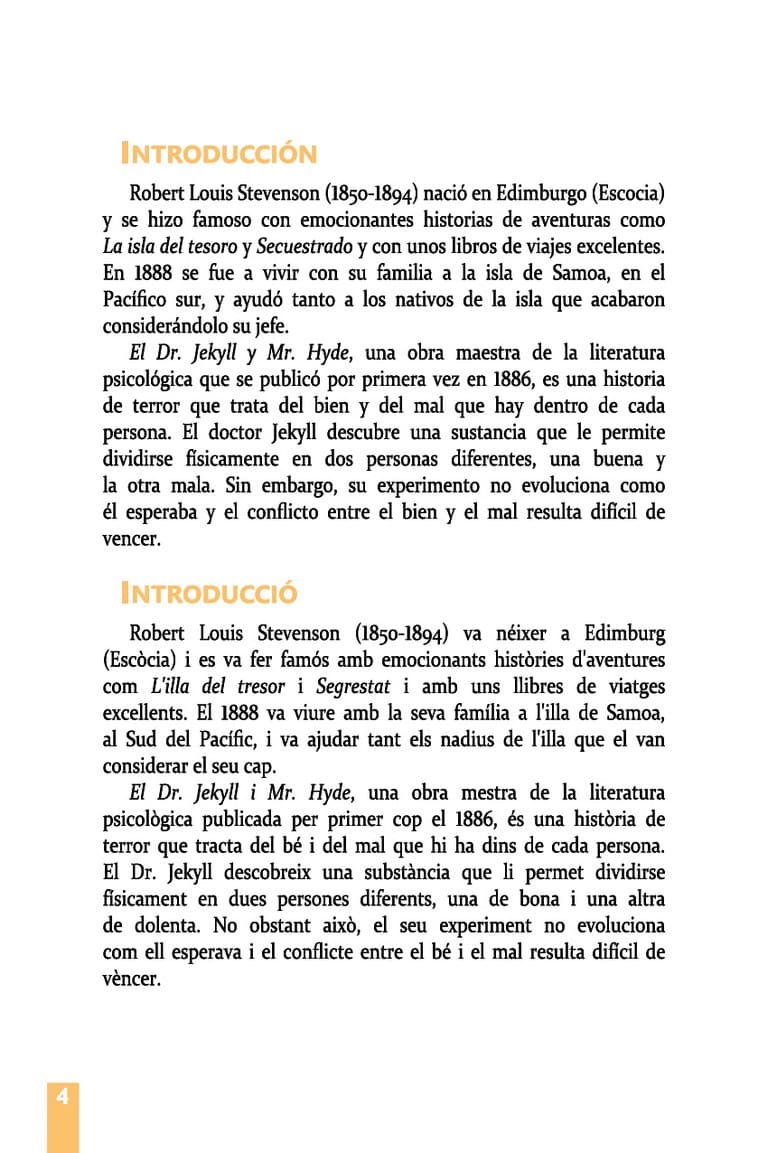 INTRODUCCIÓN
Robert Louis Stevenson (1850-1894) nació en Edimburgo (Escocia)
y se hizo famoso con emocionantes historias de aventuras como
La isla del tesoro y Secuestrado y con unos libros de viajes excelentes.
En 1888 se fue a vivir con su familia a la isla de Samoa, en el
Pacífico sur, y ayudó tanto a los nativos de la isla que acabaron
considerándolo su jefe.
El Dr. Jekyll y Mr. Hyde, una obra maestra de la literatura
psicológica que se publicó por primera vez en 1886, es una historia
de terror que trata del bien y del mal que hay dentro de cada
persona. El doctor Jekyll descubre una sustancia que le permite
dividirse físicamente en dos personas diferentes, una buena y
la otra mala. Sin embargo, su experimento no evoluciona como
él esperaba y el conflicto entre el bien y el mal resulta difícil de
vencer.
INTRODUCCIÓ
Robert Louis Stevenson (1850-1894) va néixer a Edimburg
(Escòcia) i es va fer famós amb emocionants històries d'aventures
com L'illa del tresor i Segrestat i amb uns llibres de viatges
excellents. El 1888 va viure amb la seva família a l'illa de Samoa,
al Sud del Pacífic, i va ajudar tant els nadius de l'illa que el van
considerar el seu cap.
El Dr. Jekyll i Mr. Hyde, una obra mestra de la literatura
psicològica publicada per primer cop el 1886, és una història de
terror que tracta del bé i del mal que hi ha dins de cada persona.
El Dr. Jekyll descobreix una substància que li permet dividirse
físicament en dues persones diferents, una de bona i una altra
de dolenta. No obstant això, el seu experiment no evoluciona
com ell esperava i el conflicte entre el bé i el mal resulta difícil de
vèncer.
4